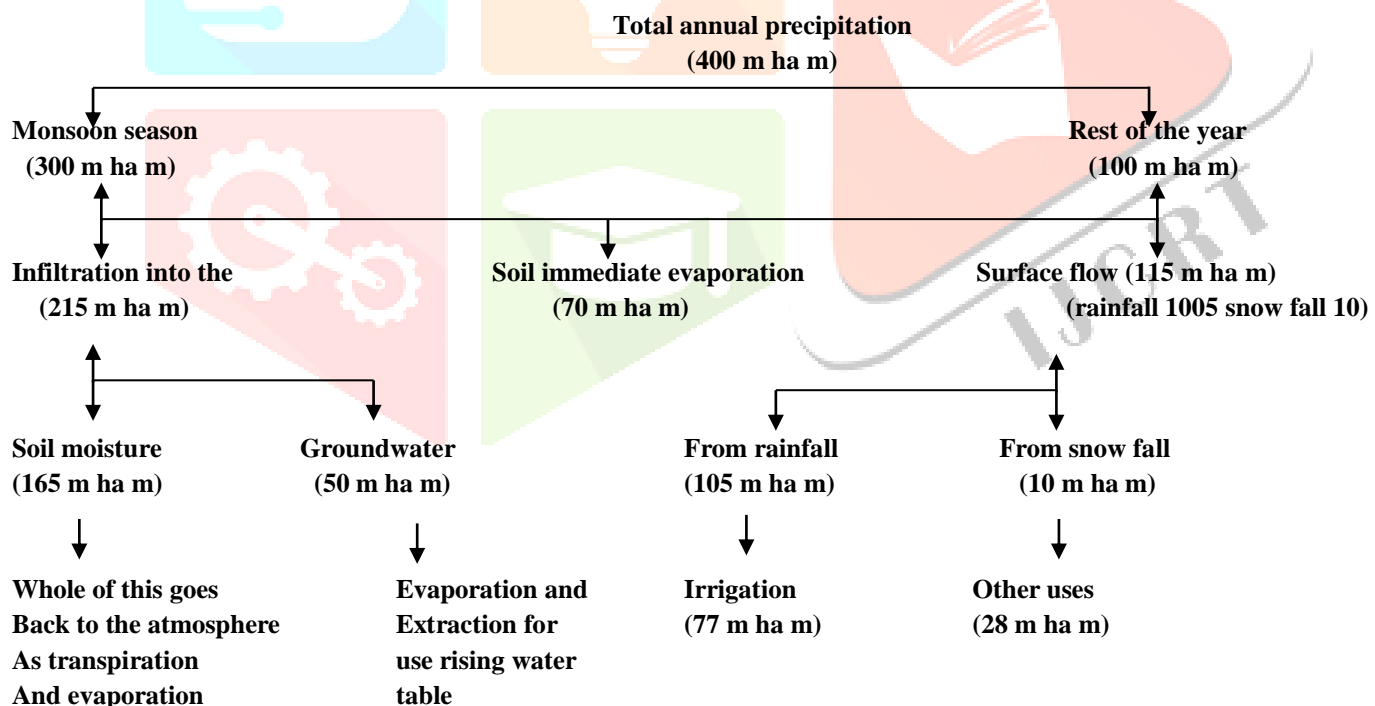 Total annual precipitation
(400 m ha m)
Monsoon season
(300 m ha m)
Rest of the year
(100 m ha m)
Infiltration into the
(215 m ha m)
Soil immediate evaporation
(70 m ha m)
Surface flow (115 m ha m)
(rainfall 1005 snow fall 10)
IJCRT
Soil moisture
(165 m ha m)
Groundwater
(50 m ha m)
From rainfall
(105 m ha m)
From snow fall
(10 m ha m)
Whole of this goes
Back to the atmosphere
As transpiration
And evaporation
Evaporation and
Extraction for
use rising water
table
Irrigation
(77 m ha m)
Other uses
(28 m ha m)